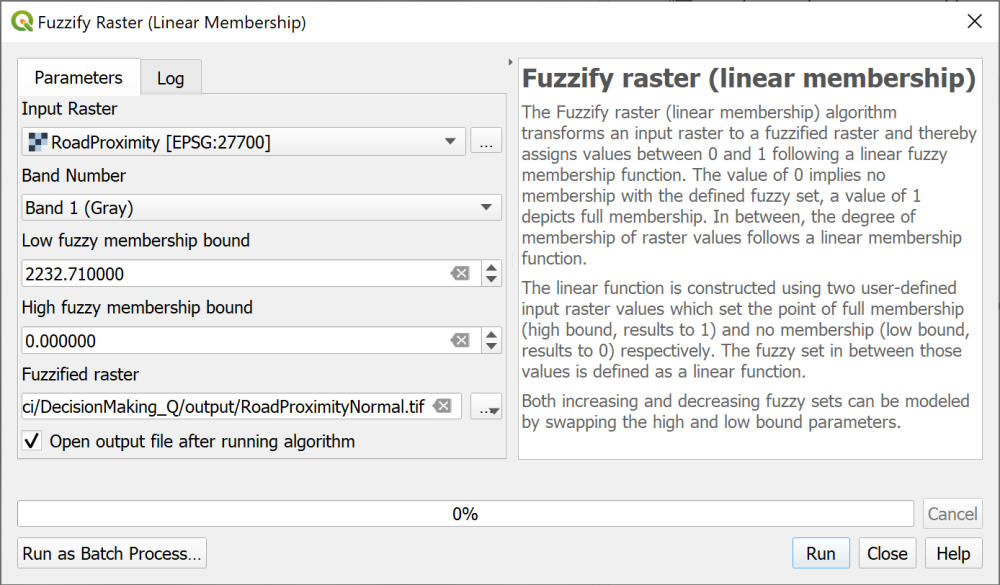 Fuzzify Raster (Linear Membership)
Parameters
Log
Input Raster
RoadProximity [EPSG:27700]
...
Band Number
Band 1 (Gray)
Low fuzzy membership bound
2232.710000
High fuzzy membership bound
0.000000
Fuzzified raster
ci/DecisionMaking_Q/output/RoadProximityNormal.tif
...
Open output file after running algorithm
Fuzzify raster (linear membership)
The Fuzzify raster (linear membership) algorithm
transforms an input raster to a fuzzified raster and thereby
assigns values between 0 and 1 following a linear fuzzy
membership function. The value of 0 implies no
membership with the defined fuzzy set, a value of 1
depicts full membership. In between, the degree of
membership of raster values follows a linear membership
function.
The linear function is constructed using two user-defined
input raster values which set the point of full membership
(high bound, results to 1) and no membership (low bound,
results to 0) respectively. The fuzzy set in between those
values is defined as a linear function.
Both increasing and decreasing fuzzy sets can be modeled
by swapping the high and low bound parameters.
0%
Cancel
Run as Batch Process...
Run
Close
Help